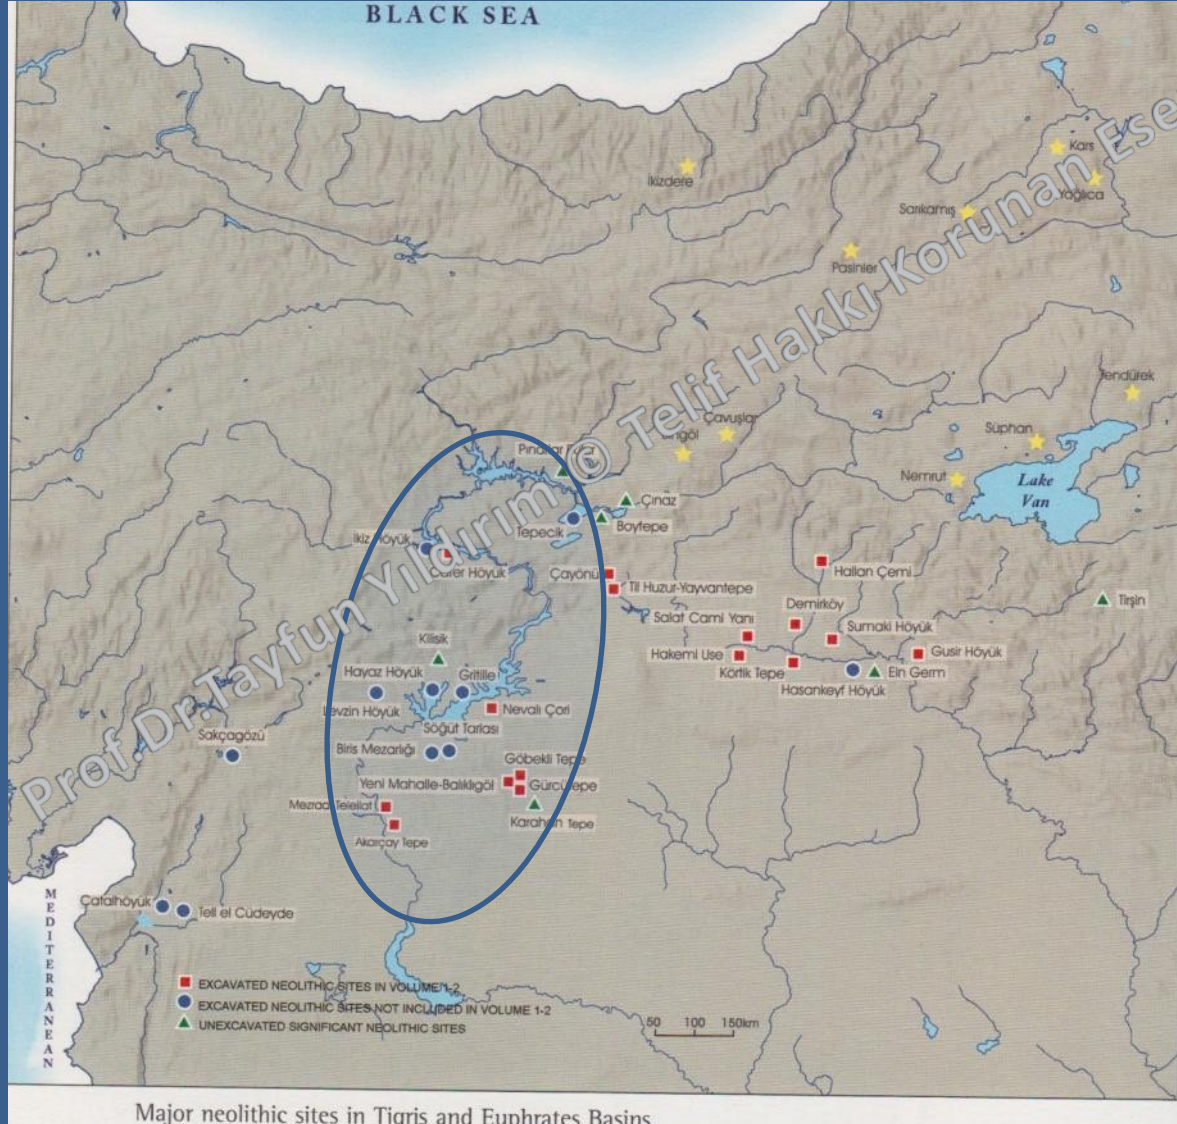 BLACK SEA
İkizdere
Kars
Yağlıca
Sarıkamış
Pasinler
Tendürek
Çavuşlar
Süphan
Nemrut
Lake
Van
Çınaz
Tepecik
Boytepe
İkiz Höyük
Cafer Höyük
Çayönü
Til Huzur-Yayvantepe
Hallan Çemi
Demirköy
Tirşin
Salat Cami Yanı
Sumaki Höyük
Hakemi Use
Gusir Höyük
Körtik Tepe
Ein Germ
Hasankeyf Höyük
Kilisik
Hayaz Höyük
Gritille
Levzin Höyük
Nevali Çori
Söğüt Tarlası
Sakçagözü
Biris Mezarlığı
Göbekli Tepe
Yeni Mahalle-Balıklıgöl
Gürcütepe
Mezraa Teleilat
Karahan Tepe
Akarçay Tepe
Çatalhöyük
Tell el Cüdeyde
MEDITERRANEAN
EXCAVATED NEOLITHIC SITES IN VOLUME 1-2
EXCAVATED NEOLITHIC SITES NOT INCLUDED IN VOLUME 1-2
UNEXCAVATED SIGNIFICANT NEOLITHIC SITES
50 100 150km
Major neolithic sites in Tigris and Euphrates Basins
Prof.Dr.Tayfun Yıldırım © Telif Hakkı Korunan Ese